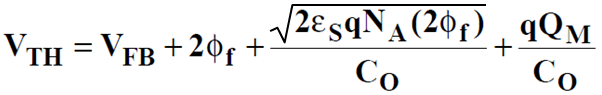 V_TH = V_FB + 2ϕ_f + √(2ε_S qN_A (2ϕ_f)) / C_O + qQ_M / C_O